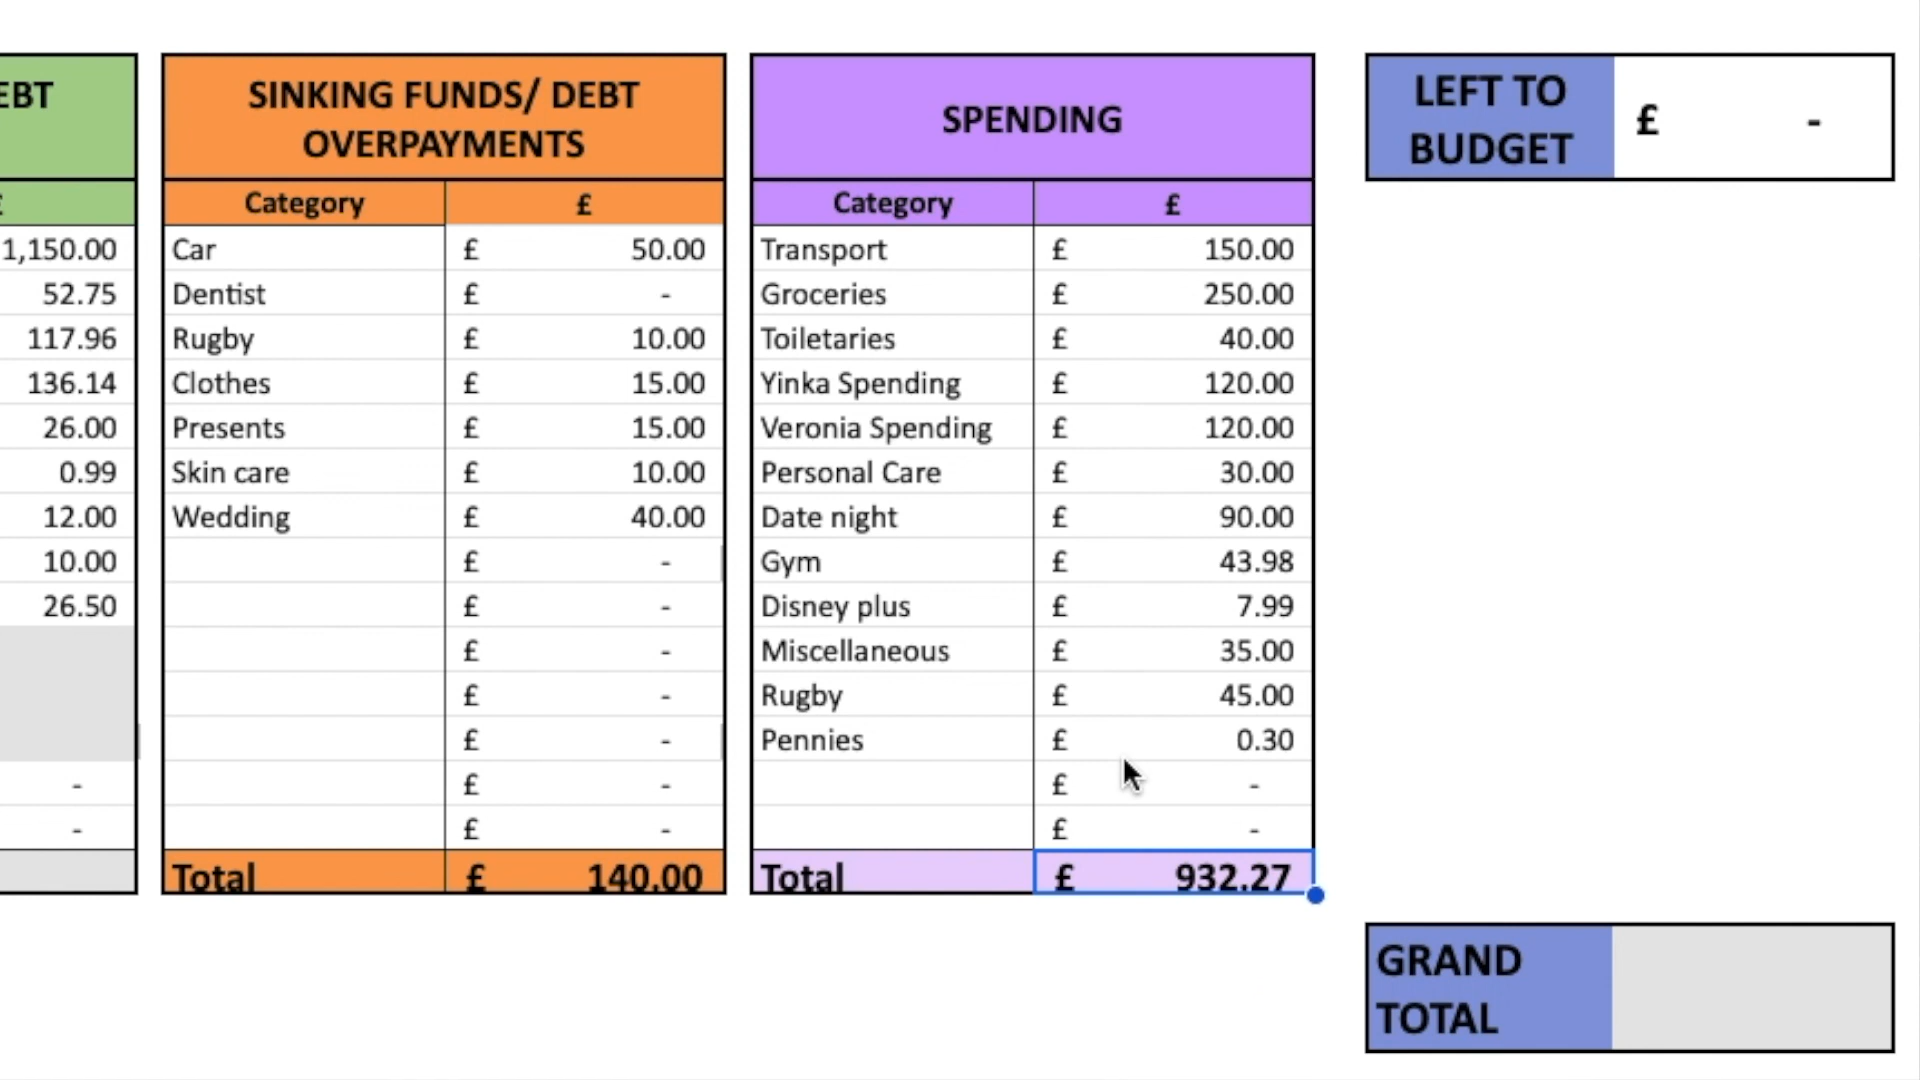 EBT
£
1,150.00
52.75
117.96
136.14
26.00
0.99
12.00
10.00
26.50
-
-
SINKING FUNDS/ DEBT
OVERPAYMENTS
Category £
Car £ 50.00
Dentist £ -
Rugby £ 10.00
Clothes £ 15.00
Presents £ 15.00
Skin care £ 10.00
Wedding £ 40.00
£ -
£ -
£ -
£ -
£ -
£ -
£ -
Total £ 140.00
SPENDING
Category £
Transport £ 150.00
Groceries £ 250.00
Toiletaries £ 40.00
Yinka Spending £ 120.00
Veronia Spending £ 120.00
Personal Care £ 30.00
Date night £ 90.00
Gym £ 43.98
Disney plus £ 7.99
Miscellaneous £ 35.00
Rugby £ 45.00
Pennies £ 0.30
£ -
£ -
Total £ 932.27
LEFT TO
BUDGET
£ -
GRAND
TOTAL